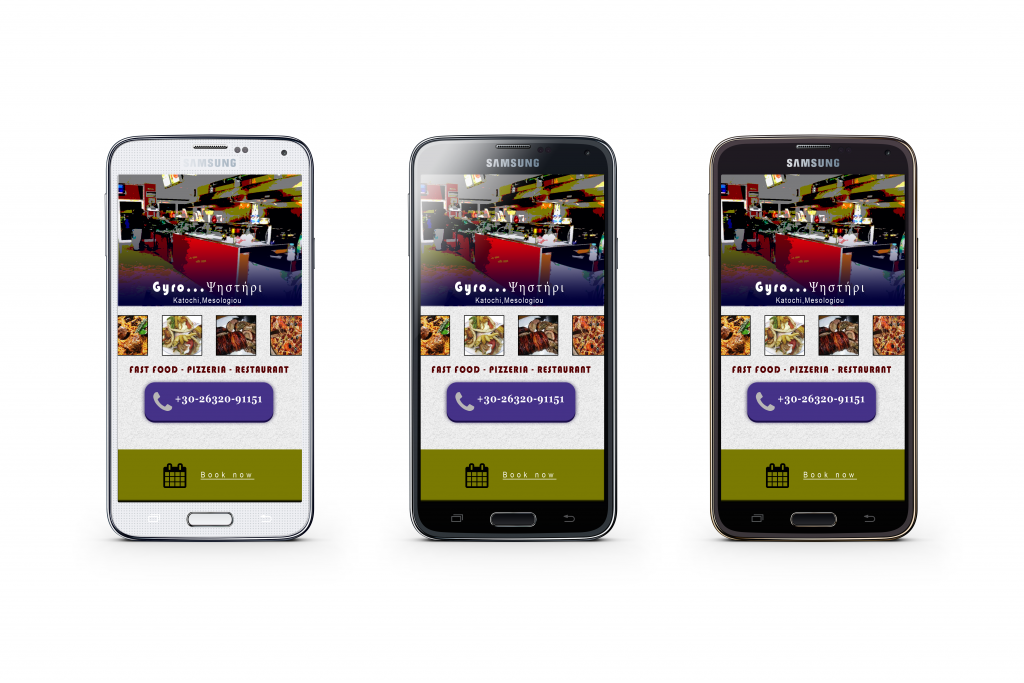 SAMSUNG
Gyro...Ψηστήρι
Katochi,Mesologiou
FAST FOOD - PIZZERIA - RESTAURANT
+30-26320-91151
Book now
SAMSUNG
Gyro...Ψηστήρι
Katochi,Mesologiou
FAST FOOD - PIZZERIA - RESTAURANT
+30-26320-91151
Book now
SAMSUNG
Gyro...Ψηστήρι
Katochi,Mesologiou
FAST FOOD - PIZZERIA - RESTAURANT
+30-26320-91151
Book now